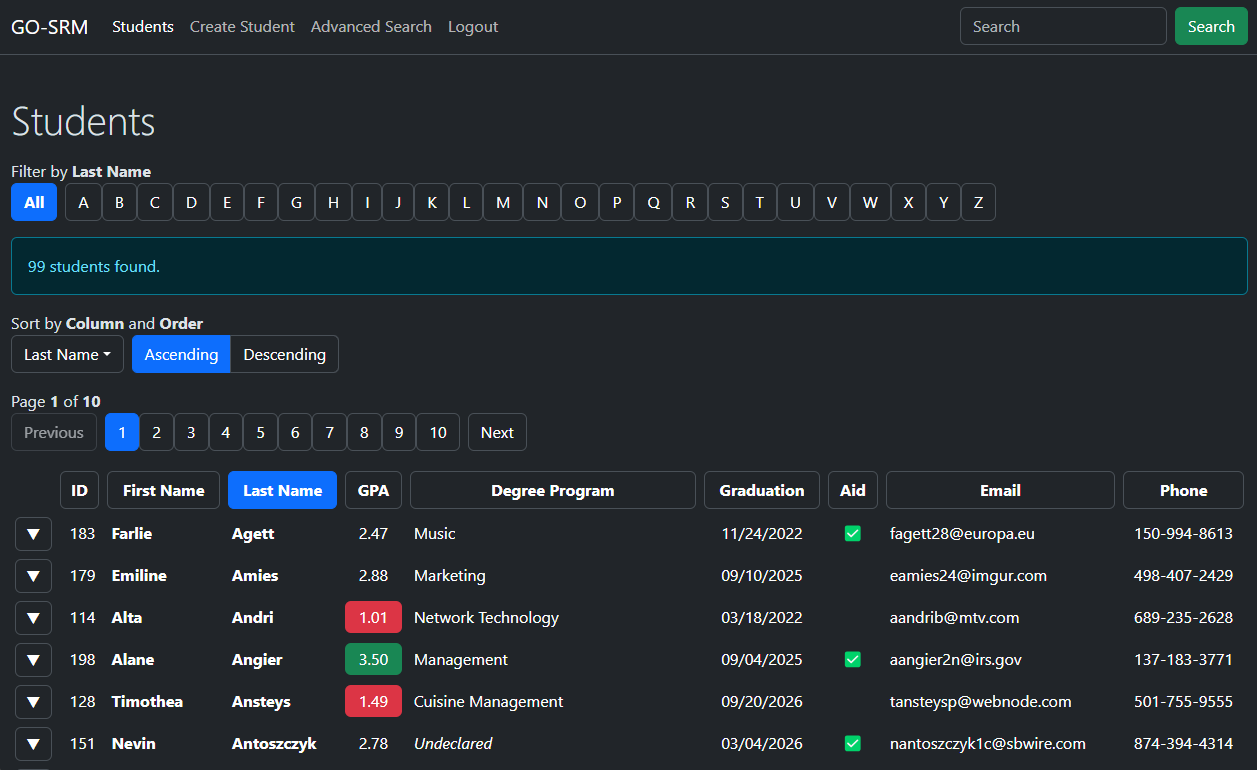 GO-SRM Students Create Student Advanced Search Logout Search Search
Students
Filter by Last Name
All A B C D E F G H I J K L M N O P Q R S T U V W X Y Z
99 students found.
Sort by Column and Order
Last Name Ascending Descending
Page 1 of 10
Previous 1 2 3 4 5 6 7 8 9 10 Next
ID First Name Last Name GPA Degree Program Graduation Aid Email Phone
183 Farlie Agett 2.47 Music 11/24/2022 fagett28@europa.eu 150-994-8613
179 Emiline Amies 2.88 Marketing 09/10/2025 eamies24@imgur.com 498-407-2429
114 Alta Andri 1.01 Network Technology 03/18/2022 aandrib@mtv.com 689-235-2628
198 Alane Angier 3.50 Management 09/04/2025 aangier2n@irs.gov 137-183-3771
128 Timothea Ansteys 1.49 Cuisine Management 09/20/2026 tansteysp@webnode.com 501-755-9555
151 Nevin Antoszczyk 2.78 Undeclared 03/04/2026 nantoszczyk1c@sbwire.com 874-394-4314